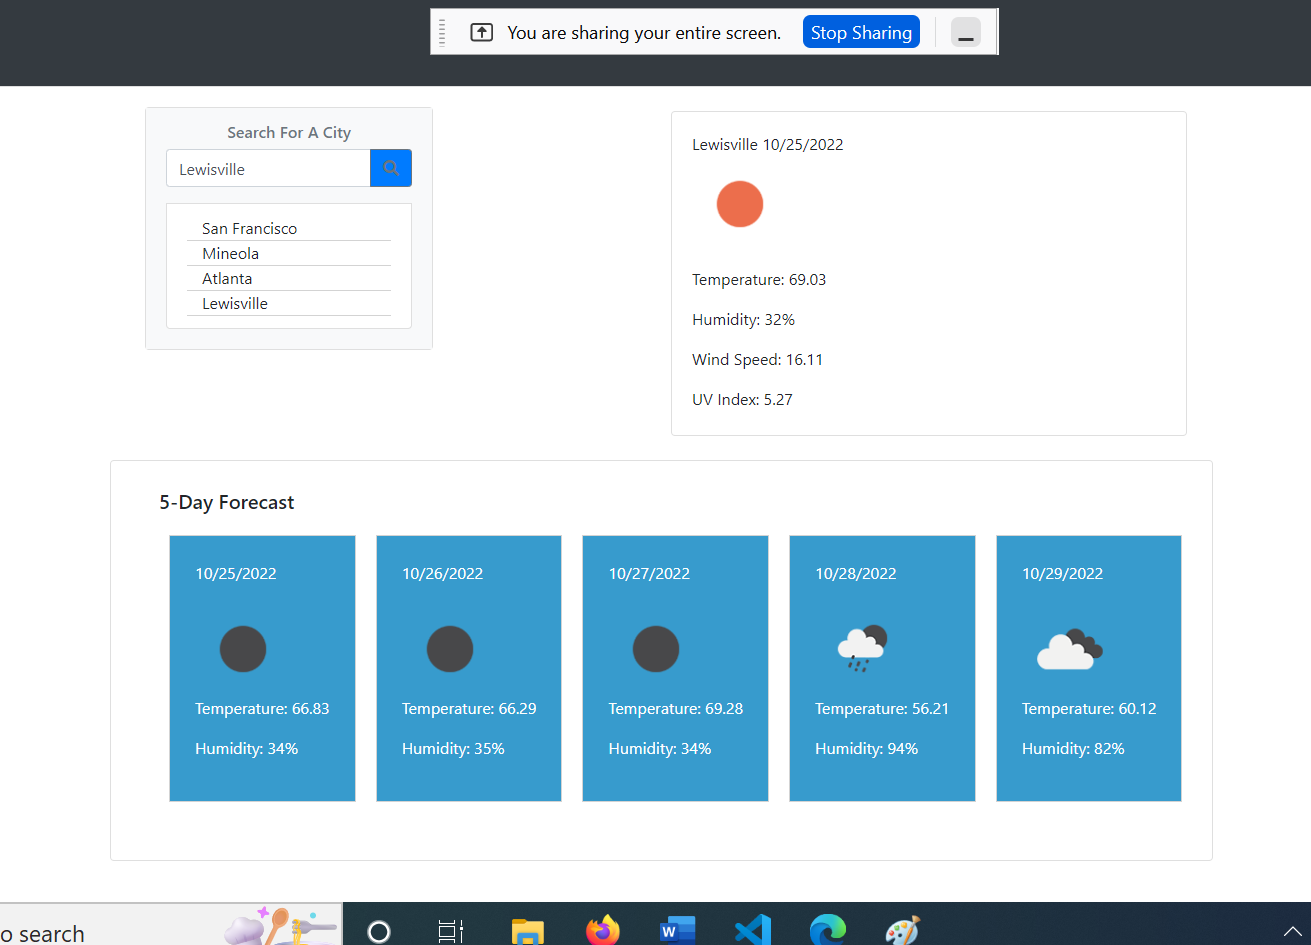 You are sharing your entire screen.
Stop Sharing
Search For A City
Lewisville
San Francisco
Mineola
Atlanta
Lewisville
Lewisville 10/25/2022
Temperature: 69.03
Humidity: 32%
Wind Speed: 16.11
UV Index: 5.27
5-Day Forecast
10/25/2022
Temperature: 66.83
Humidity: 34%
10/26/2022
Temperature: 66.29
Humidity: 35%
10/27/2022
Temperature: 69.28
Humidity: 34%
10/28/2022
Temperature: 56.21
Humidity: 94%
10/29/2022
Temperature: 60.12
Humidity: 82%
o search
W